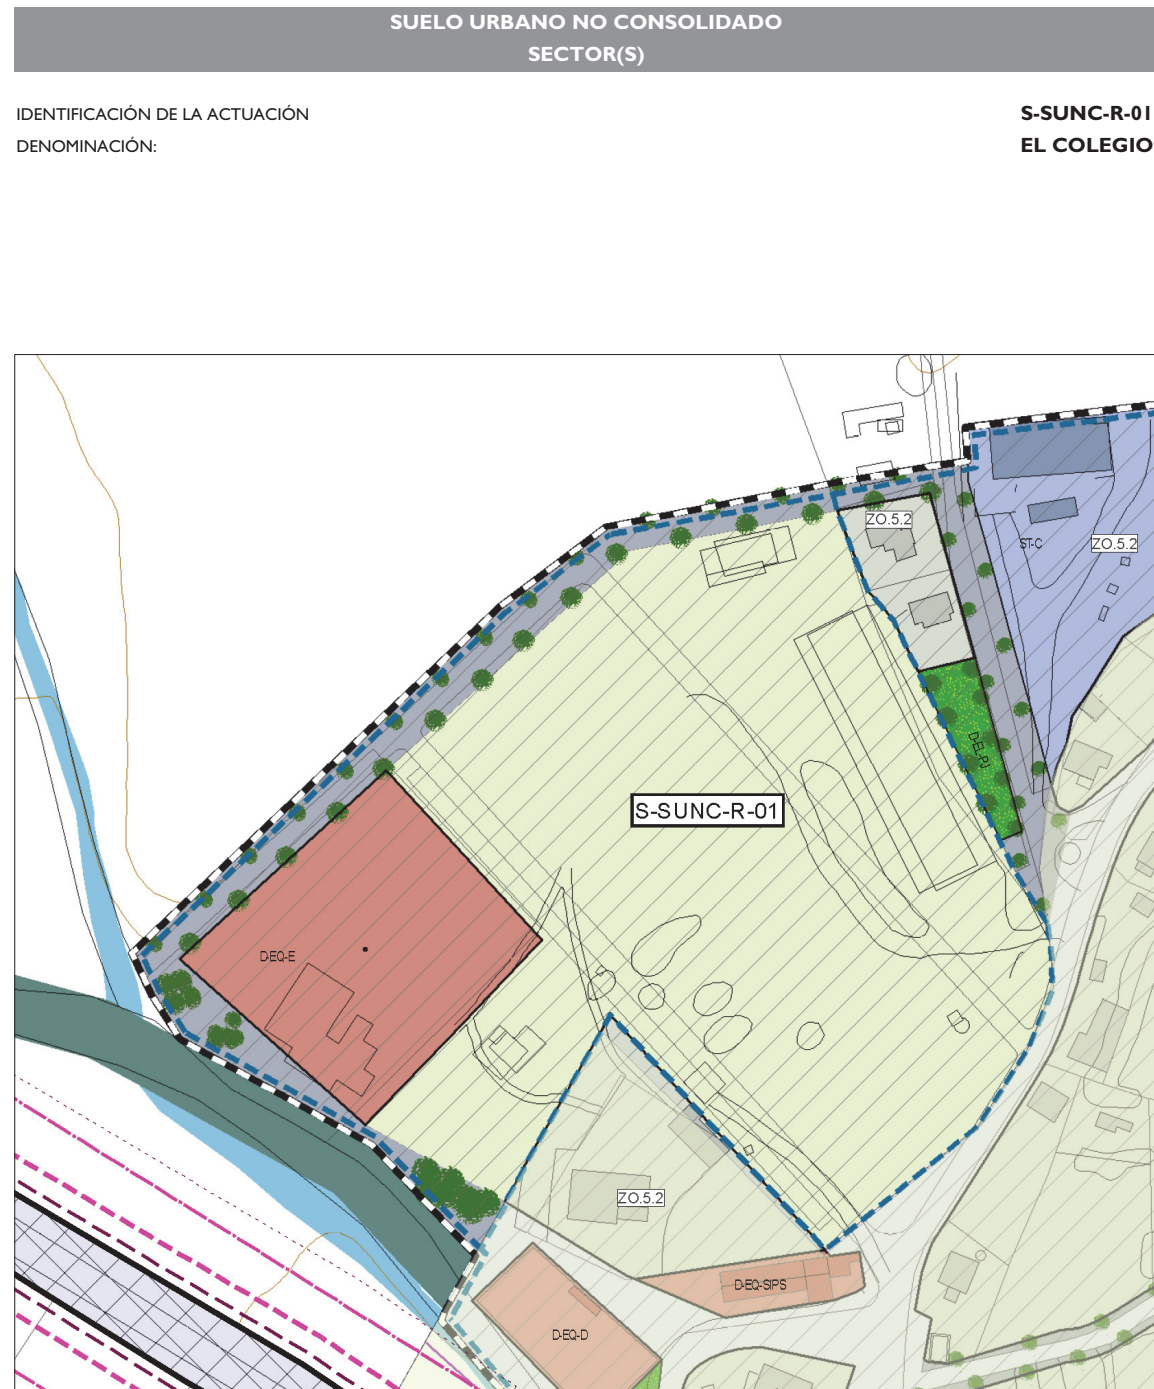 SUELO URBANO NO CONSOLIDADO
SECTOR(S)
IDENTIFICACIÓN DE LA ACTUACIÓN
S-SUNC-R-01
DENOMINACIÓN:
EL COLEGIO
ZO.5.2
ST-C
ZO.5.2
D-EL-PJ
S-SUNC-R-01
D-EQ-E
ZO.5.2
D-EQ-SIPS
D-EQ-D